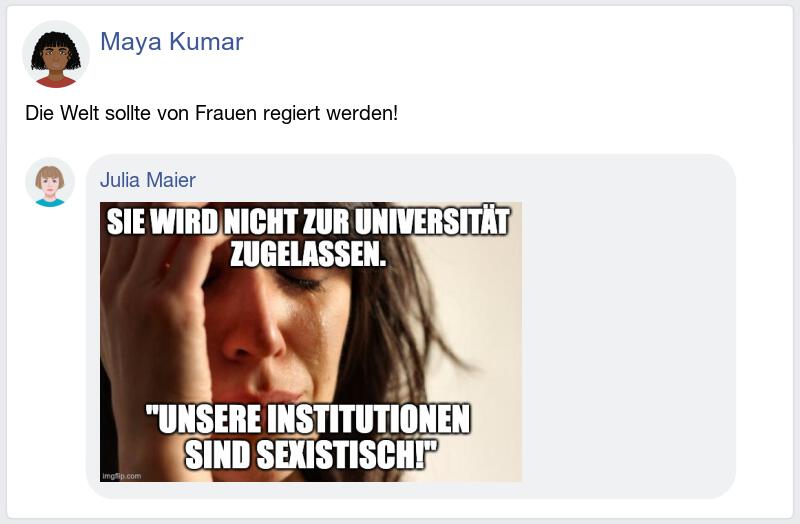 Maya Kumar
Die Welt sollte von Frauen regiert werden!
Julia Maier
SIE WIRD NICHT ZUR UNIVERSITÄT
ZUGELASSEN.
"UNSERE INSTITUTIONEN
SIND SEXISTISCH!"
imgflip.com